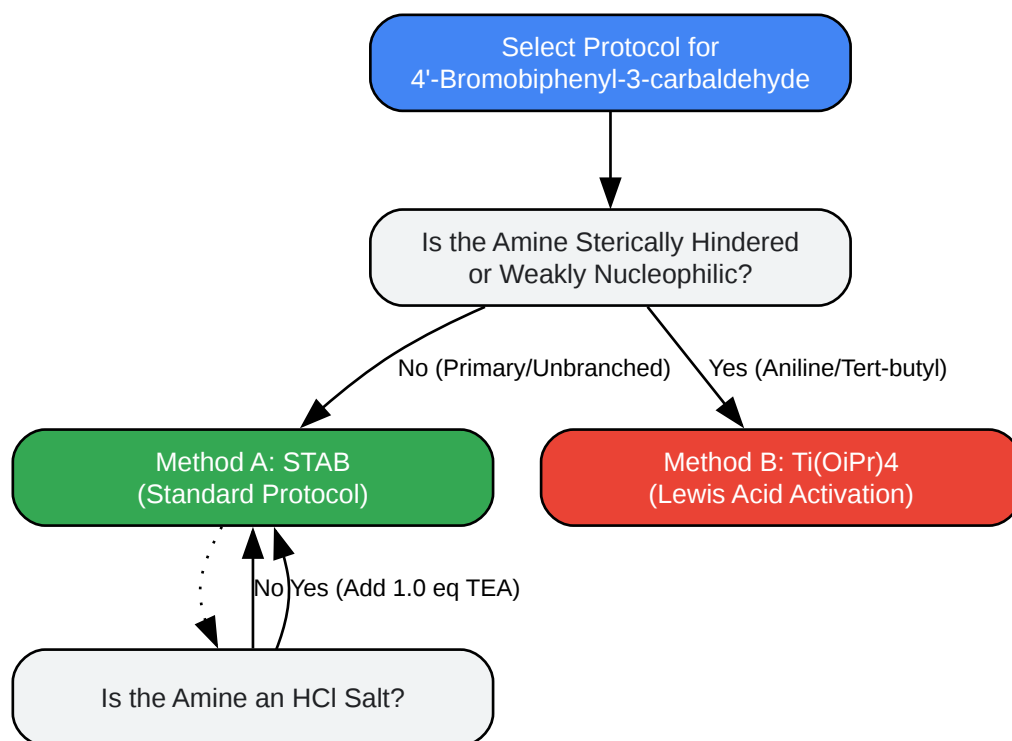 Select Protocol for
4'-Bromobiphenyl-3-carbaldehyde
Is the Amine Sterically Hindered
or Weakly Nucleophilic?
No (Primary/Unbranched)
Yes (Aniline/Tert-butyl)
Method A: STAB
(Standard Protocol)
Method B: Ti(OiPr)4
(Lewis Acid Activation)
No
Yes (Add 1.0 eq TEA)
Is the Amine an HCl Salt?